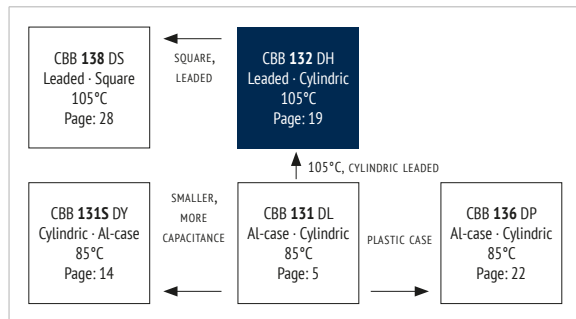 CBB 138 DS
Leaded · Square
105°C
Page: 28
SQUARE,
LEADED
CBB 132 DH
Leaded · Cylindric
105°C
Page: 19
105°C, CYLINDRIC LEADED
CBB 131S DY
Cylindric · Al-case
85°C
Page: 14
SMALLER,
MORE
CAPACITANCE
CBB 131 DL
Al-case · Cylindric
85°C
Page: 5
PLASTIC CASE
CBB 136 DP
Al-case · Cylindric
85°C
Page: 22